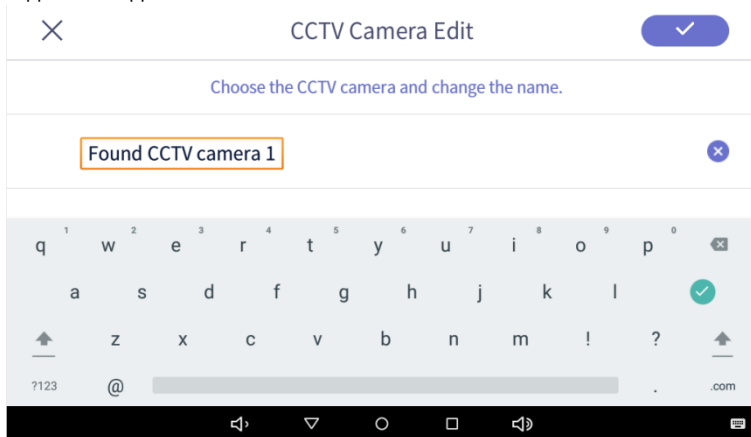 CCTV Camera Edit
Choose the CCTV camera and change the name.
Found CCTV camera 1
q 1 w 2 e 3 r 4 t 5 y 6 u 7 i 8 o 9 p 0
a s d f g h j k l
z x c v b n m ! ?
?123 @ . .com